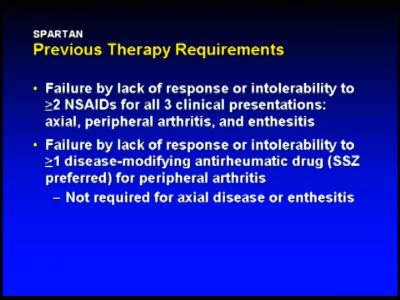 SPARTAN
Previous Therapy Requirements
• Failure by lack of response or intolerability to
≥2 NSAIDs for all 3 clinical presentations:
axial, peripheral arthritis, and enthesitis
• Failure by lack of response or intolerability to
≥1 disease-modifying antirheumatic drug (SSZ
preferred) for peripheral arthritis
– Not required for axial disease or enthesitis